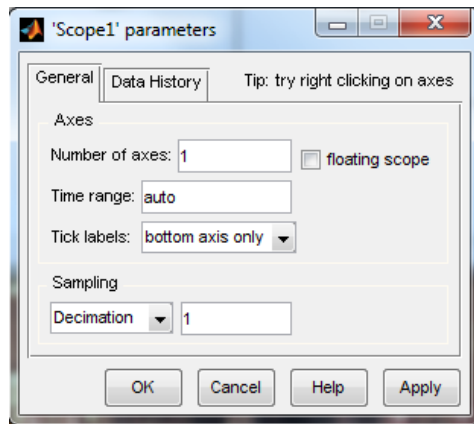 'Scope1' parameters
General Data History Tip: try right clicking on axes
Axes
Number of axes: 1 floating scope
Time range: auto
Tick labels: bottom axis only
Sampling
Decimation 1
OK Cancel Help Apply